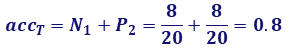 acc_T = N_1 + P_2 = 8/20 + 8/20 = 0.8